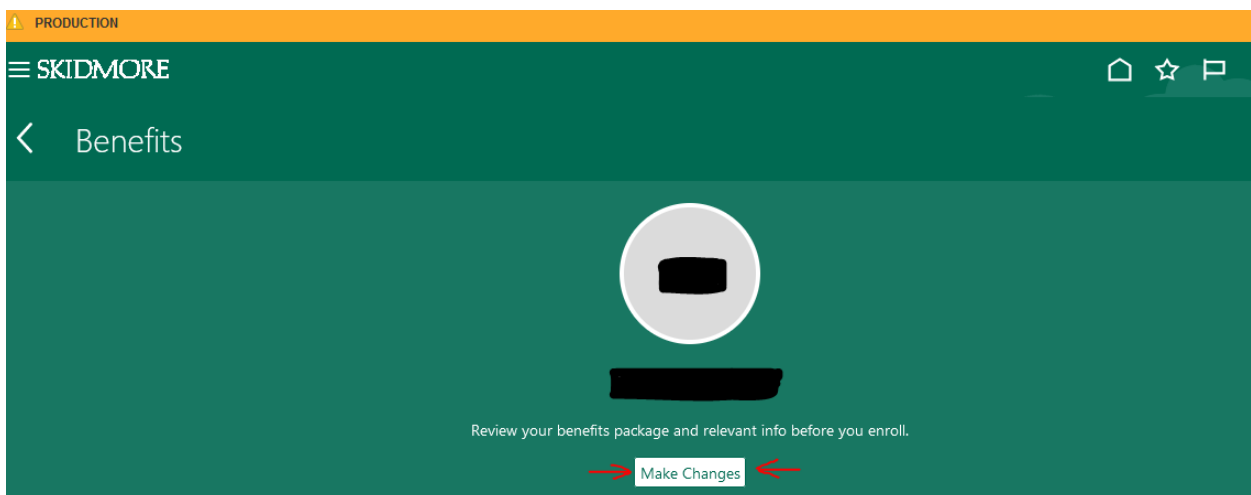 PRODUCTION
SKIDMORE
Benefits
Review your benefits package and relevant info before you enroll.
Make Changes